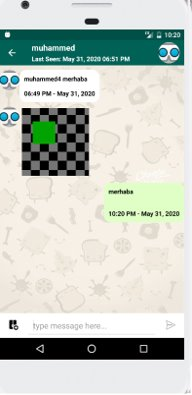 10:20
muhammed
Last Seen: May 31, 2020 06:51 PM
muhammed4 merhaba
06:49 PM - May 31, 2020
merhaba
10:20 PM - May 31, 2020
type message here...